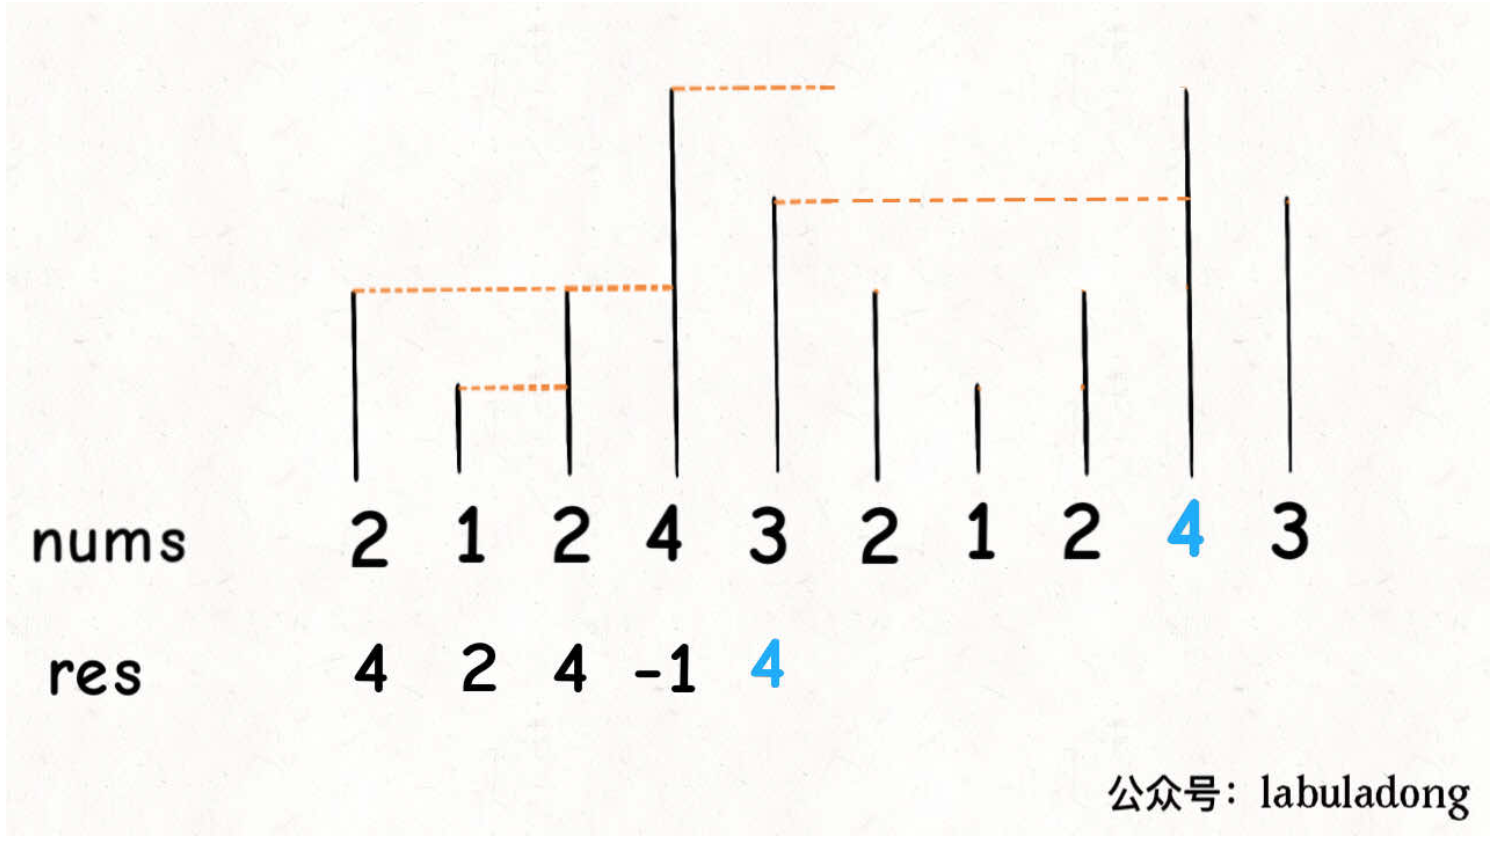 nums 2 1 2 4 3 2 1 2 4 3
res 4 2 4 -1 4
公众号：labuladong